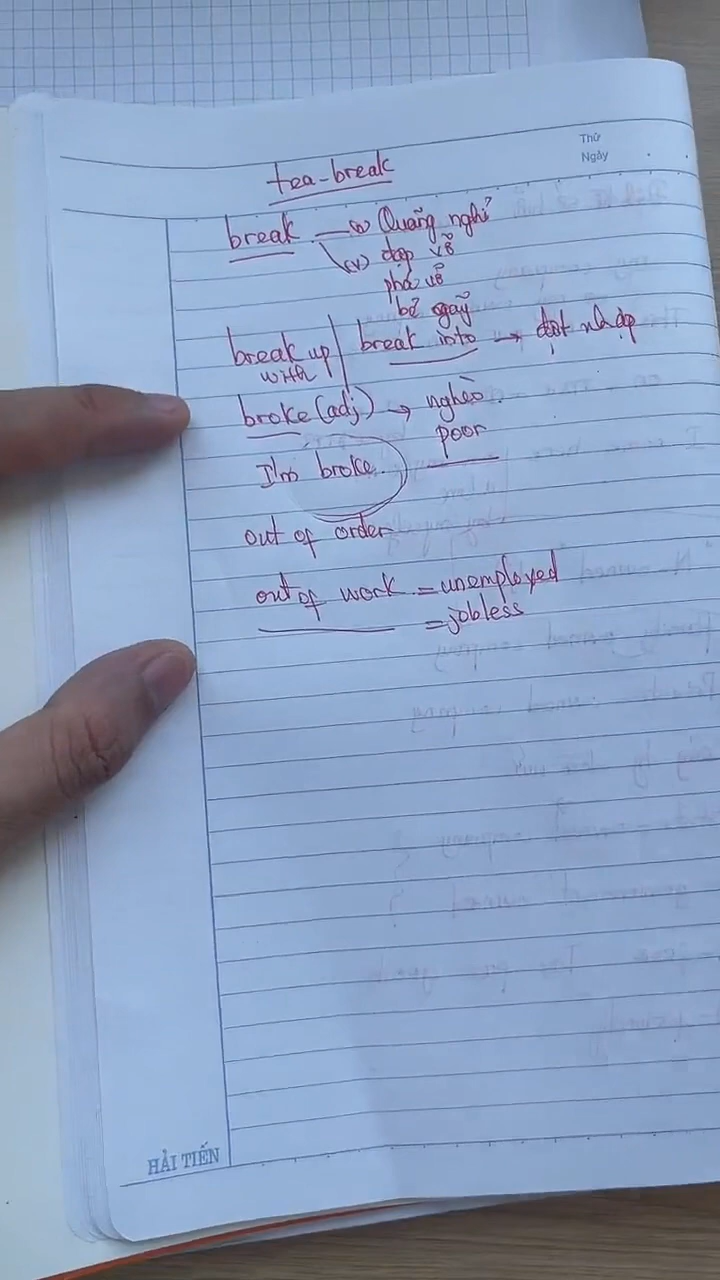 Thứ
Ngày
tea-break
break → (n) Quãng nghỉ
(v) đập vỡ
phá vỡ
bẻ gãy
break up with | break into → đột nhập
broke (adj) → nghèo
poor
I'm broke.
out of order
out of work = unemployed
= jobless
HẢI TIẾN